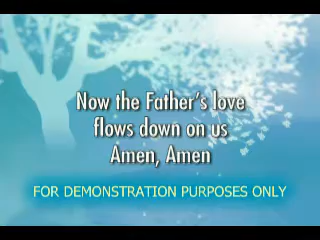 Now the Father's love
flows down on us
Amen, Amen
FOR DEMONSTRATION PURPOSES ONLY